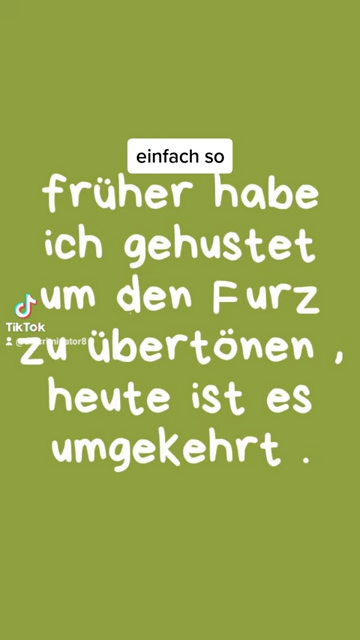 einfach so
früher habe
ich gehustet
um den Furz
TikTok
zu übertönen ,
heute ist es
umgekehrt .